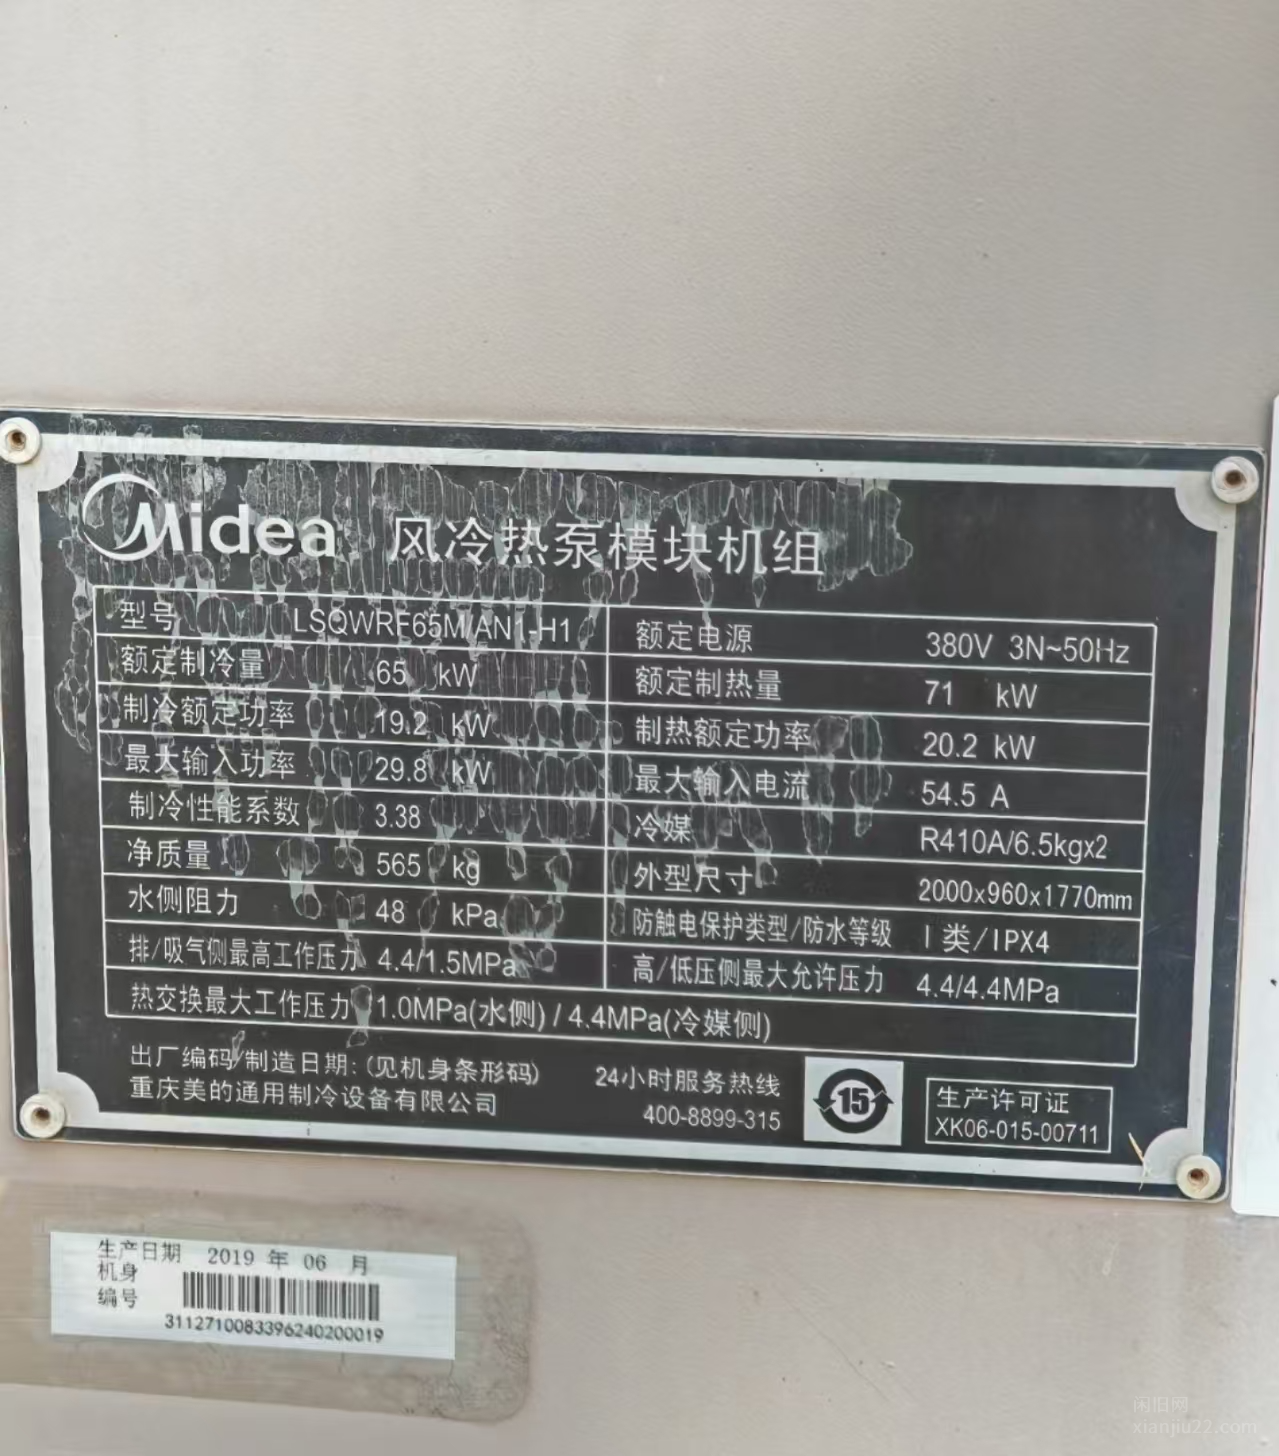 Midea 风冷热泵模块机组
型号 LSQWRF65M/AN1-H1 额定电源 380V 3N~50Hz
额定制冷量 65 kW 额定制热量 71 kW
制冷额定功率 19.2 kW 制热额定功率 20.2 kW
最大输入功率 29.8 kW 最大输入电流 54.5 A
制冷性能系数 3.38 冷媒 R410A/6.5kgx2
净质量 565 kg 外型尺寸 2000x960x1770mm
水侧阻力 48 kPa 防触电保护类型/防水等级 I 类/IPX4
排/吸气侧最高工作压力 4.4/1.5MPa 高/低压侧最大允许压力 4.4/4.4MPa
热交换最大工作压力 1.0MPa(水侧)/4.4MPa(冷媒侧)
出厂编码/制造日期:(见机身条形码) 24小时服务热线
重庆美的通用制冷设备有限公司 400-8899-315
15
生产许可证
XK06-015-00711
生产日期 2019 年 06 月
机身
编号
3112710083396240200019
闲旧网
xianjiu22.com